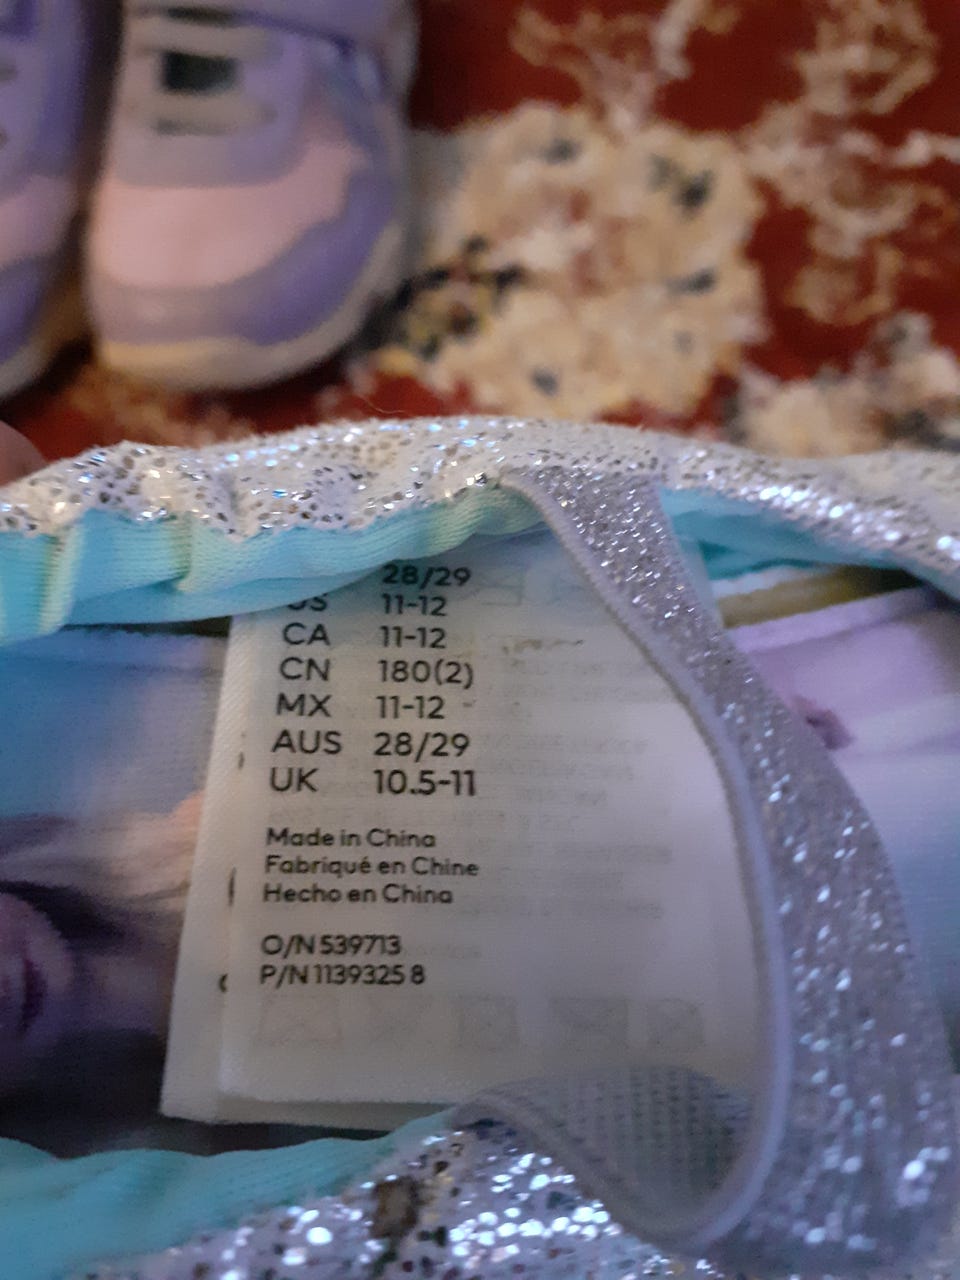 28/29
US 11-12
CA 11-12
CN 180(2)
MX 11-12
AUS 28/29
UK 10.5-11
Made in China
Fabriqué en Chine
Hecho en China
O/N 539713
P/N 1139325 8